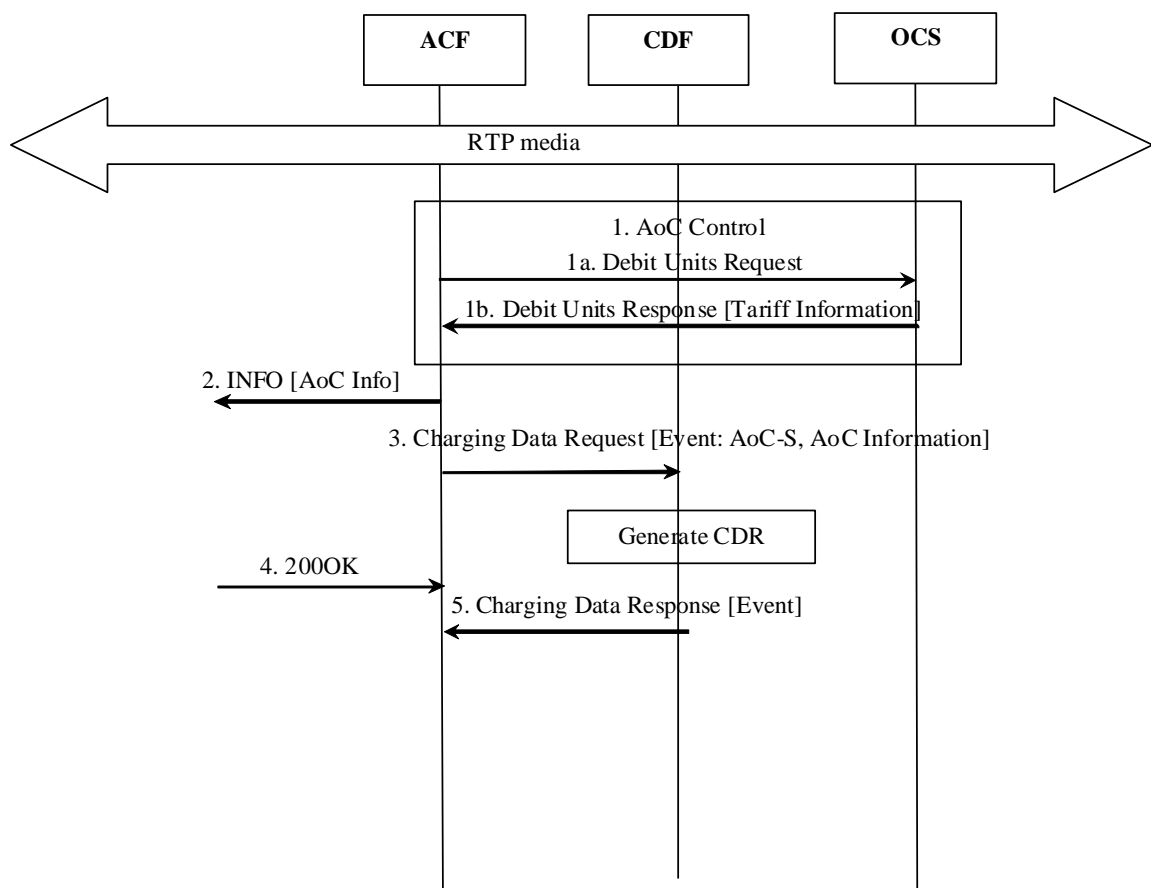 ACF
CDF
OCS
RTP media
1. AoC Control
1a. Debit Units Request
1b. Debit Units Response [Tariff Information]
2. INFO [AoC Info]
3. Charging Data Request [Event: AoC-S, AoC Information]
Generate CDR
4. 200OK
5. Charging Data Response [Event]